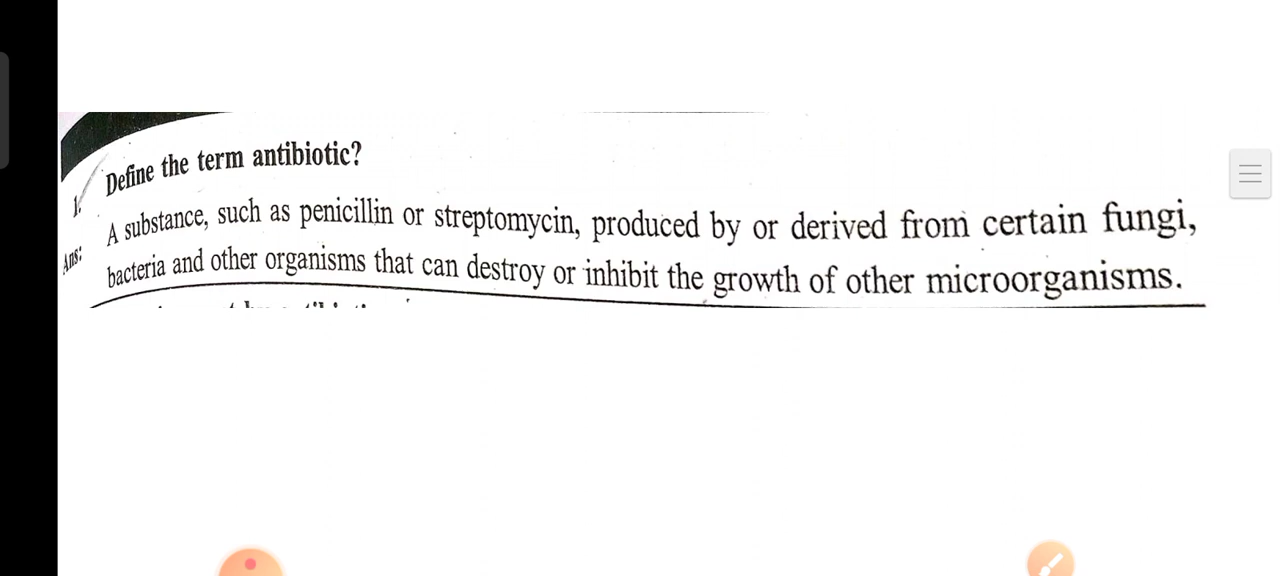 1. Define the term antibiotic?
Ans: A substance, such as penicillin or streptomycin, produced by or derived from certain fungi,
bacteria and other organisms that can destroy or inhibit the growth of other microorganisms.